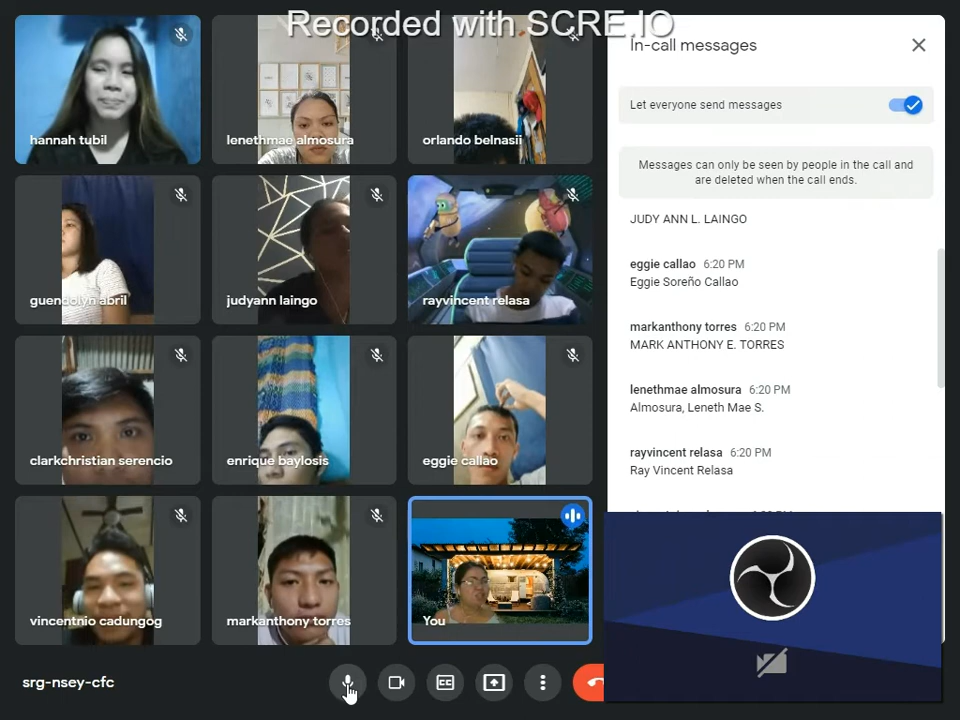 Recorded with SCRE.IO
In-call messages
Let everyone send messages
Messages can only be seen by people in the call and
are deleted when the call ends.
JUDY ANN L. LAINGO
eggie callao 6:20 PM
Eggie Soreño Callao
markanthony torres 6:20 PM
MARK ANTHONY E. TORRES
lenethmae almosura 6:20 PM
Almosura, Leneth Mae S.
rayvincent relasa 6:20 PM
Ray Vincent Relasa
hannah tubil
lenethmae almosura
orlando belnasii
guendolyn abril
judyann laingo
rayvincent relasa
clarkchristian serencio
enrique baylosis
eggie callao
vincentnio cadungog
markanthony torres
You
srg-nsey-cfc